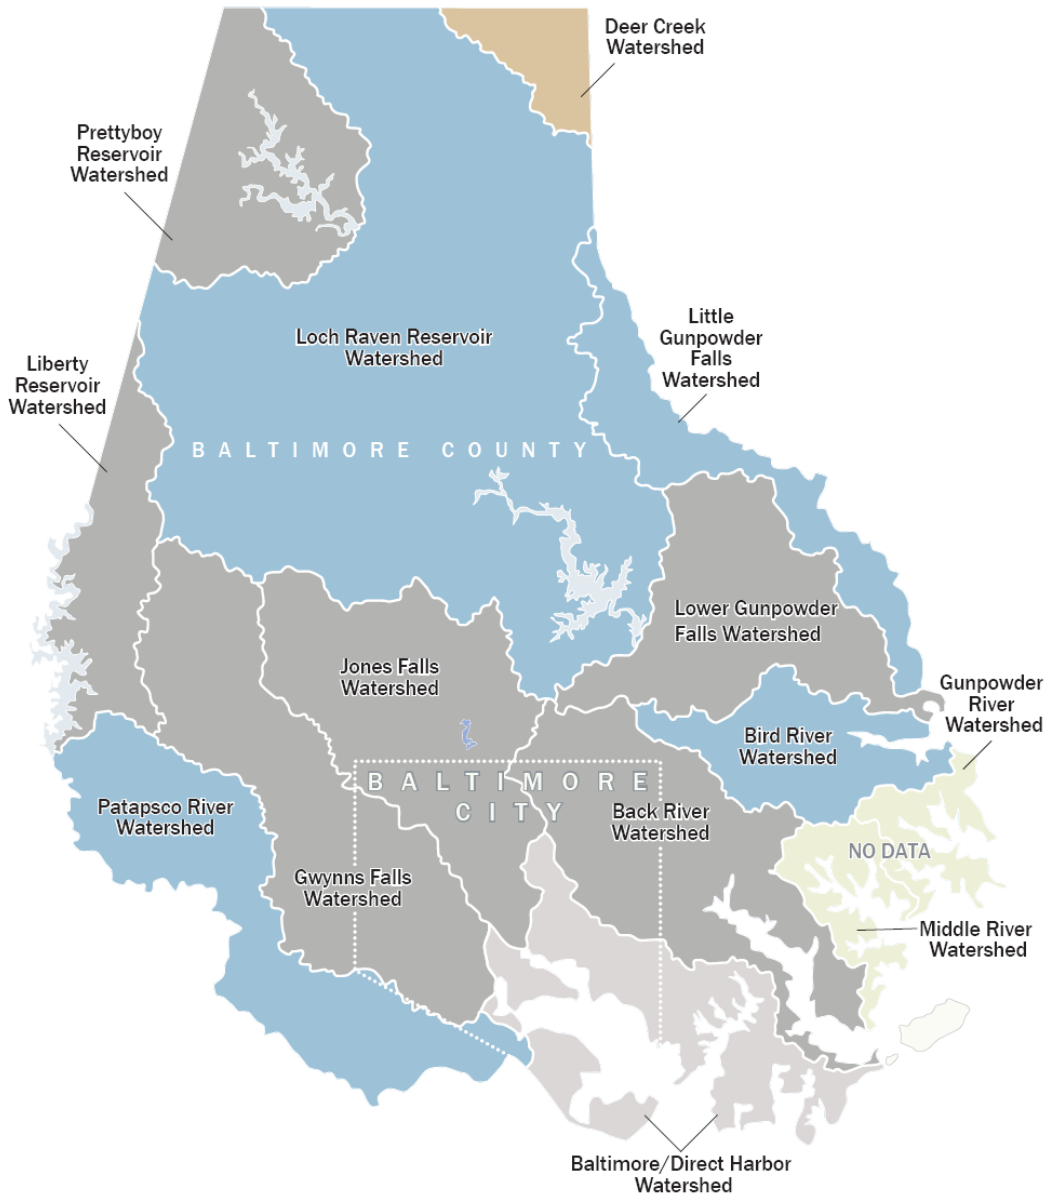 Deer Creek
Watershed
Prettyboy
Reservoir
Watershed
Loch Raven Reservoir
Watershed
Little
Gunpowder
Falls
Watershed
Liberty
Reservoir
Watershed
BALTIMORE COUNTY
Lower Gunpowder
Falls Watershed
Jones Falls
Watershed
Gunpowder
River
Watershed
Bird River
Watershed
BALTIMORE
CITY
Patapsco River
Watershed
Back River
Watershed
NO DATA
Gwynns Falls
Watershed
Middle River
Watershed
Baltimore/Direct Harbor
Watershed